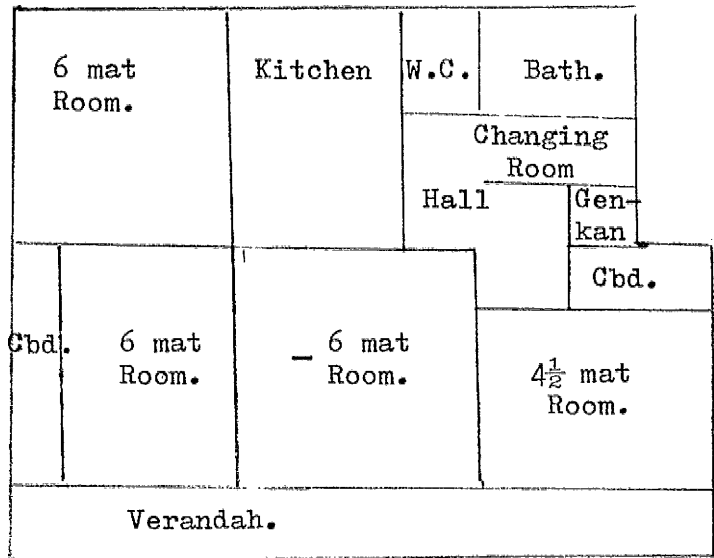 6 mat
Room.
Kitchen
W.C.
Bath.
Changing
Room
Hall
Gen-
kan
Cbd.
Cbd.
6 mat
Room.
6 mat
Room.
4½ mat
Room.
Verandah.